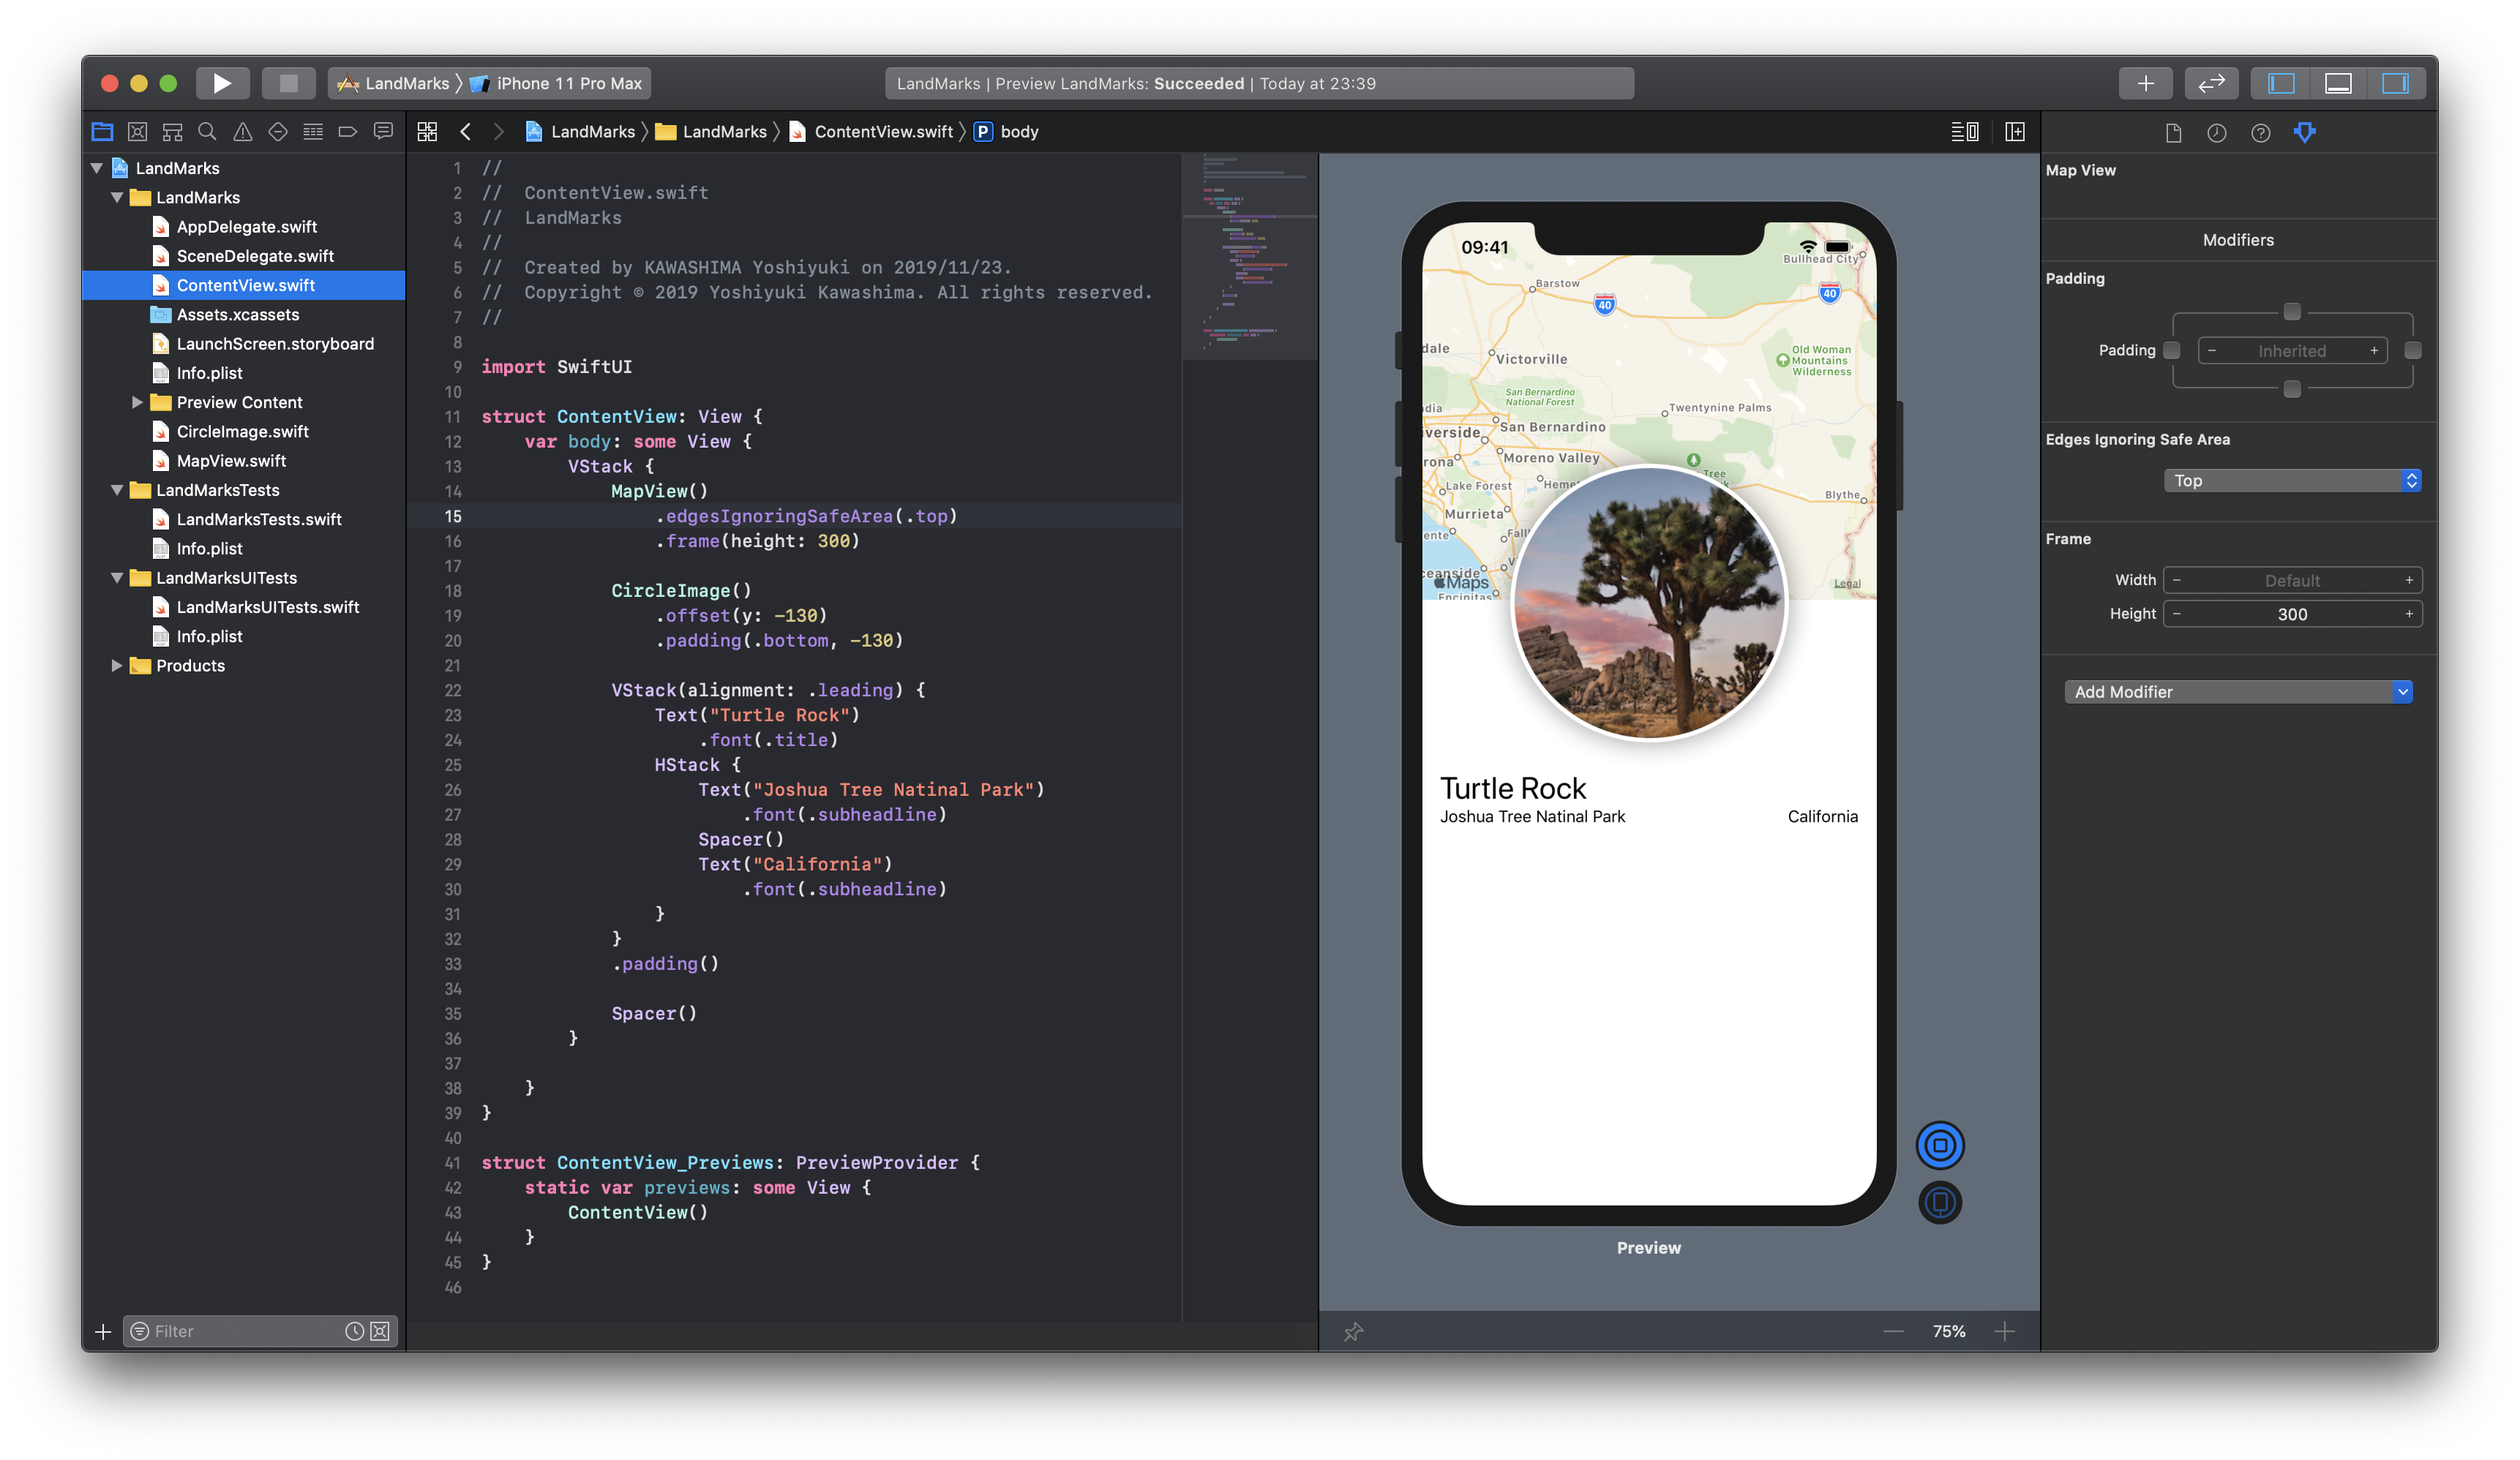 LandMarks 〉 iPhone 11 Pro Max
LandMarks | Preview LandMarks: Succeeded | Today at 23:39
LandMarks 〉 LandMarks 〉 ContentView.swift 〉 P body
LandMarks
LandMarks
AppDelegate.swift
SceneDelegate.swift
ContentView.swift
Assets.xcassets
LaunchScreen.storyboard
Info.plist
Preview Content
CircleImage.swift
MapView.swift
LandMarksTests
LandMarksTests.swift
Info.plist
LandMarksUITests
LandMarksUITests.swift
Info.plist
Products
Filter
1 //
2 //  ContentView.swift
3 //  LandMarks
4 //
5 //  Created by KAWASHIMA Yoshiyuki on 2019/11/23.
6 //  Copyright © 2019 Yoshiyuki Kawashima. All rights reserved.
7 //
8
9 import SwiftUI
10
11 struct ContentView: View {
12     var body: some View {
13         VStack {
14             MapView()
15                 .edgesIgnoringSafeArea(.top)
16                 .frame(height: 300)
17
18             CircleImage()
19                 .offset(y: -130)
20                 .padding(.bottom, -130)
21
22             VStack(alignment: .leading) {
23                 Text("Turtle Rock")
24                     .font(.title)
25                 HStack {
26                     Text("Joshua Tree Natinal Park")
27                         .font(.subheadline)
28                     Spacer()
29                     Text("California")
30                         .font(.subheadline)
31                 }
32             }
33             .padding()
34
35             Spacer()
36         }
37
38     }
39 }
40
41 struct ContentView_Previews: PreviewProvider {
42     static var previews: some View {
43         ContentView()
44     }
45 }
46
09:41
Bullhead City
Barstow
40
40
dale
Victorville
Old Woman
Mountains
Wilderness
San Bernardino
National Forest
dia
Twentynine Palms
verside
San Bernardino
rona
Moreno Valley
Tree
Lake Forest
Hemet
Blythe
Murrieta
ente
Fall
ceanside
Maps
Legal
Encinitas
Turtle Rock
Joshua Tree Natinal Park
California
Preview
75%
Map View
Modifiers
Padding
Padding
− Inherited +
Edges Ignoring Safe Area
Top
Frame
Width − Default +
Height − 300 +
Add Modifier